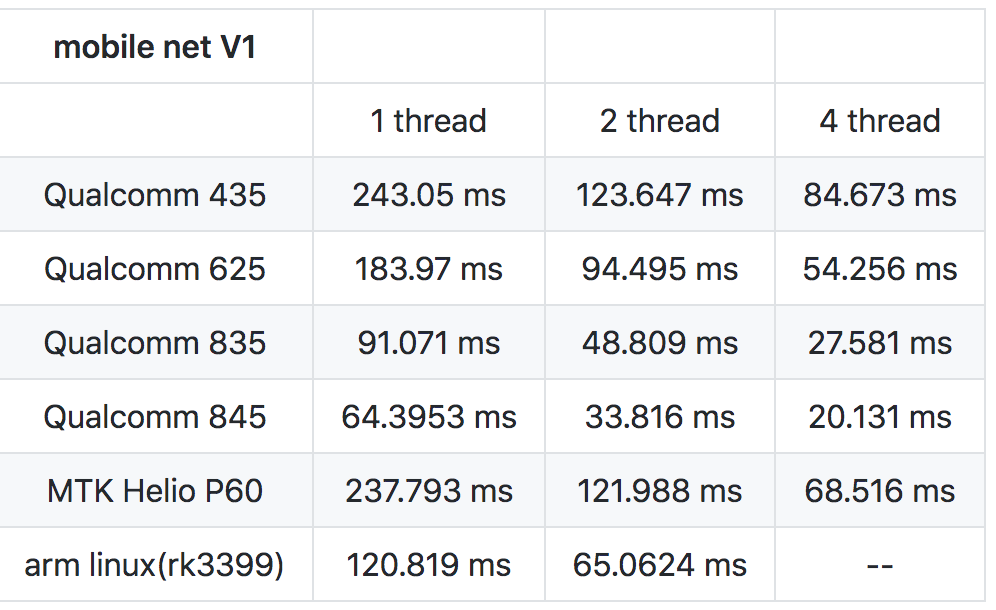 mobile net V1
1 thread 2 thread 4 thread
Qualcomm 435 243.05 ms 123.647 ms 84.673 ms
Qualcomm 625 183.97 ms 94.495 ms 54.256 ms
Qualcomm 835 91.071 ms 48.809 ms 27.581 ms
Qualcomm 845 64.3953 ms 33.816 ms 20.131 ms
MTK Helio P60 237.793 ms 121.988 ms 68.516 ms
arm linux(rk3399) 120.819 ms 65.0624 ms --